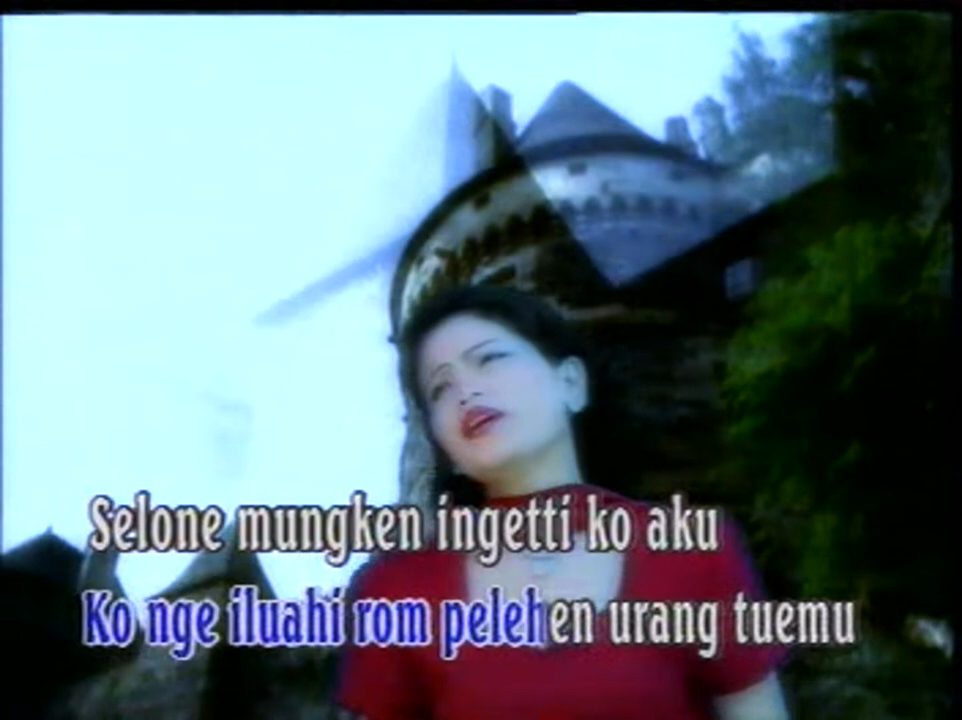 Selone mungken ingetti ko aku
Ko nge iluahi rom pelehen urang tuemu